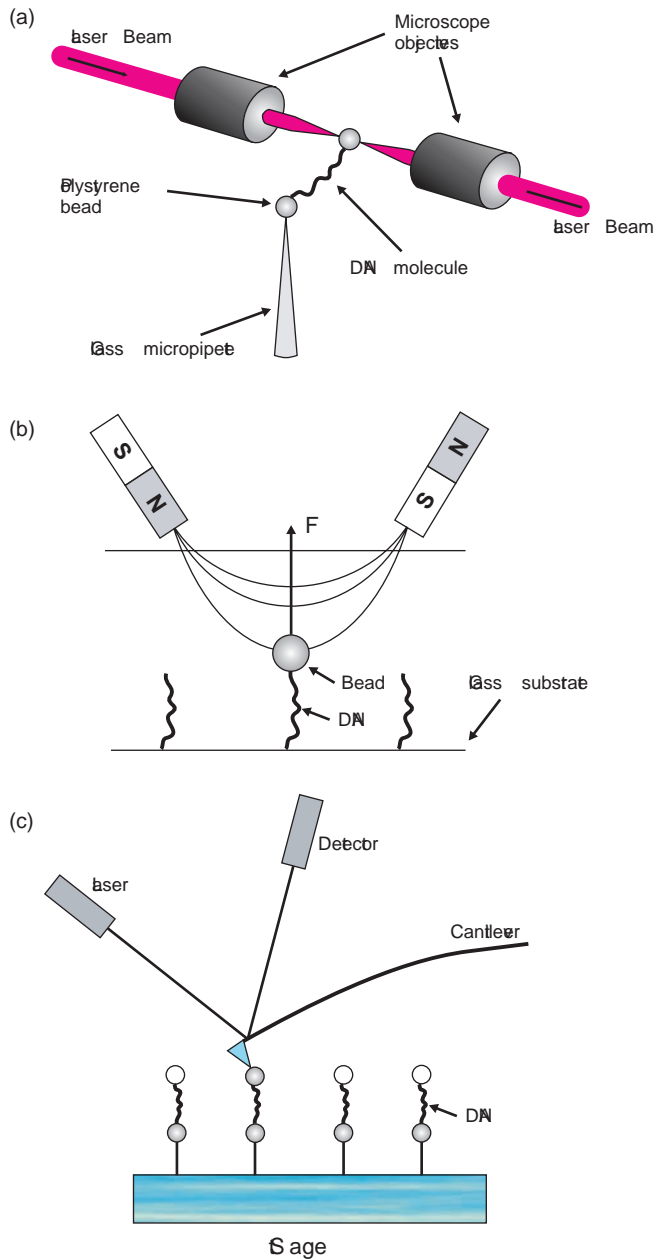 (a)
Laser Beam
Microscope
objectives
Polystyrene
bead
Laser Beam
DNA molecule
Glass micropipette
(b)
S
N
N
S
F
Bead
Glass substrate
DNA
(c)
Detector
Laser
Cantilever
DNA
Stage